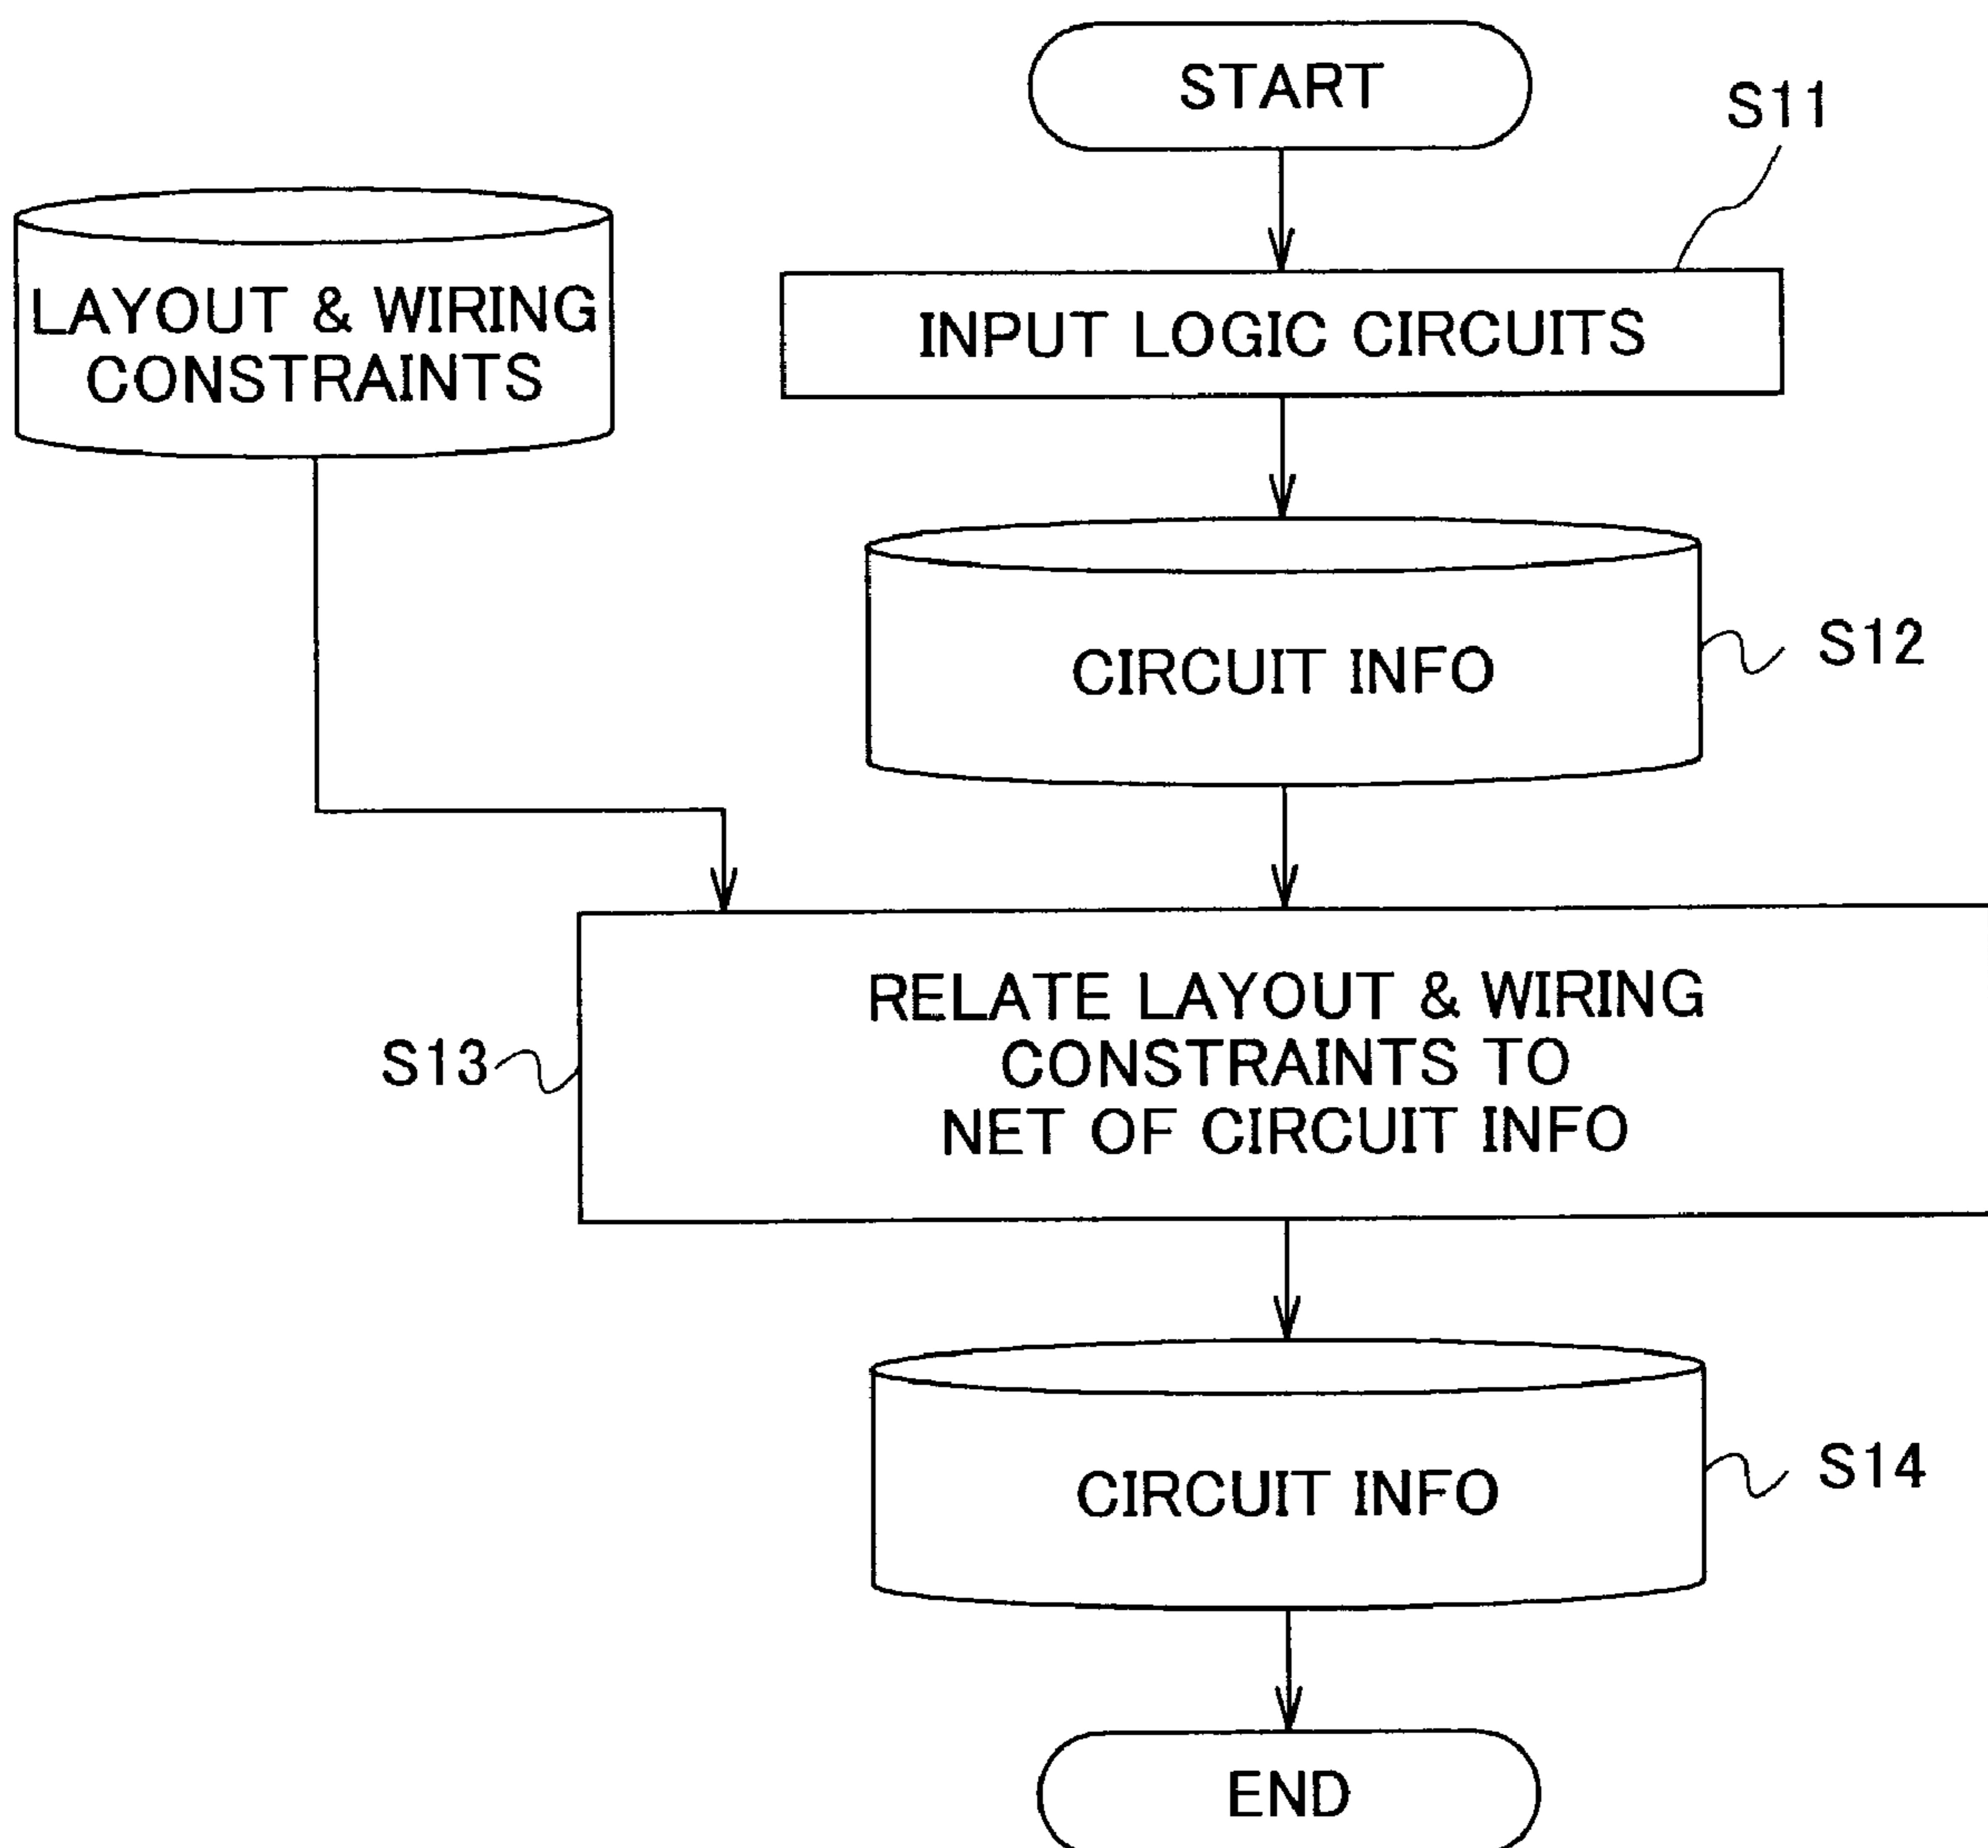 START
S11
LAYOUT & WIRING
CONSTRAINTS
INPUT LOGIC CIRCUITS
CIRCUIT INFO
S12
RELATE LAYOUT & WIRING
CONSTRAINTS TO
NET OF CIRCUIT INFO
S13
CIRCUIT INFO
S14
END